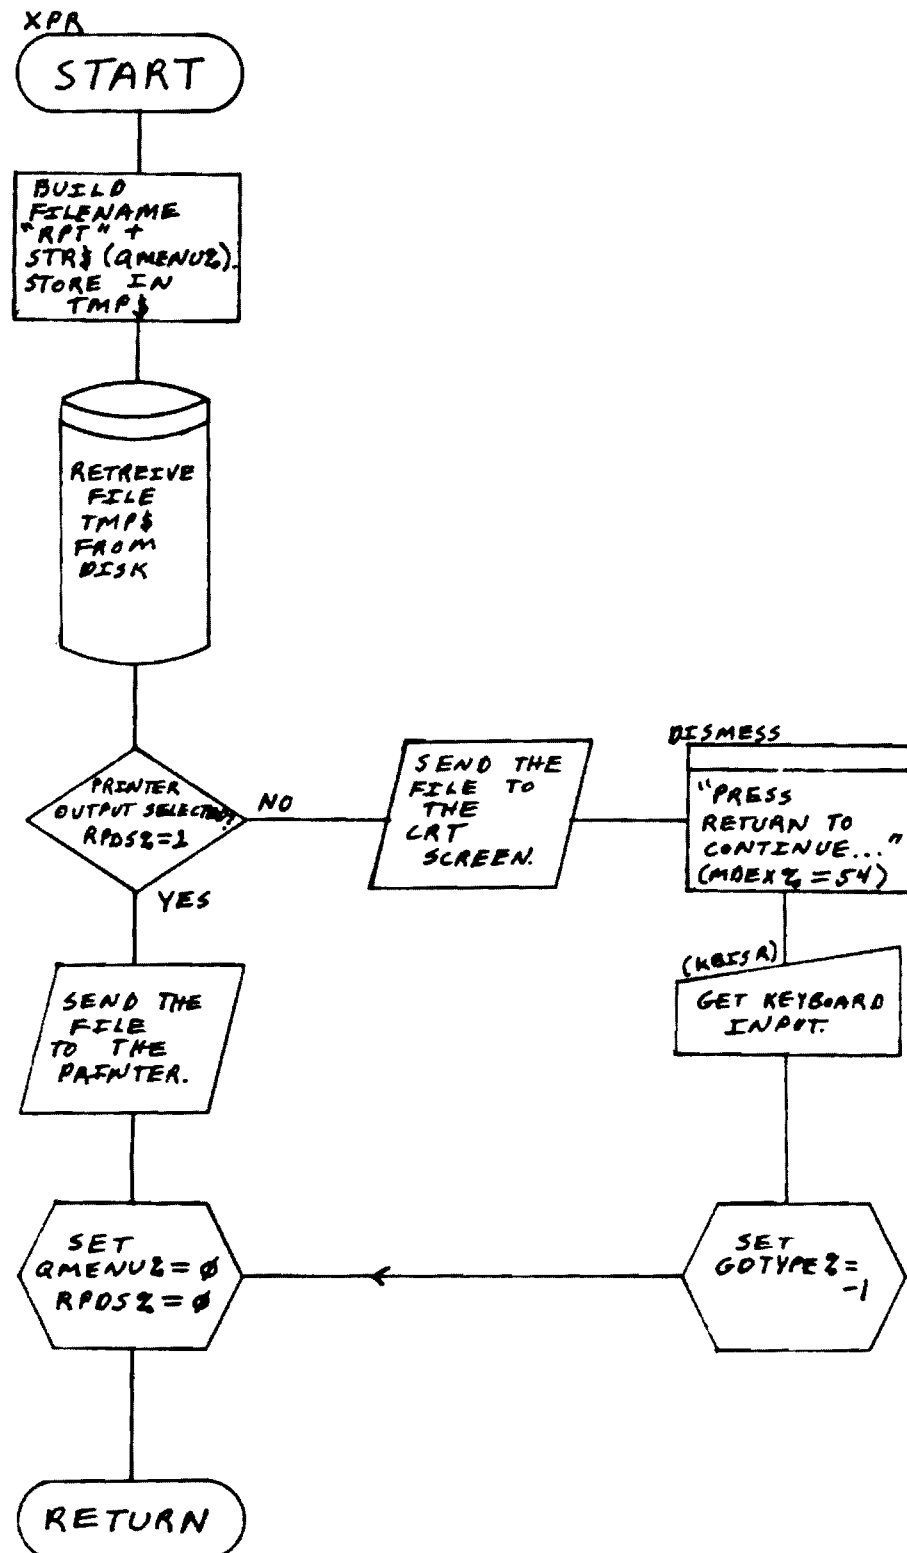 XPR
START
BUILD
FILENAME
"RPT" +
STR$ (QMENU%).
STORE IN
TMP$
RETREIVE
FILE
TMP$
FROM
DISK
PRINTER
OUTPUT SELECTED?
RPDS%=1
NO
YES
SEND THE
FILE TO
THE
CRT
SCREEN.
DISMESS
"PRESS
RETURN TO
CONTINUE..."
(MDEX%=54)
(KBISR)
GET KEYBOARD
INPUT.
SEND THE
FILE
TO THE
PRINTER.
SET
QMENU%=Ø
RPDS%=Ø
SET
GOTYPE%=
-1
RETURN